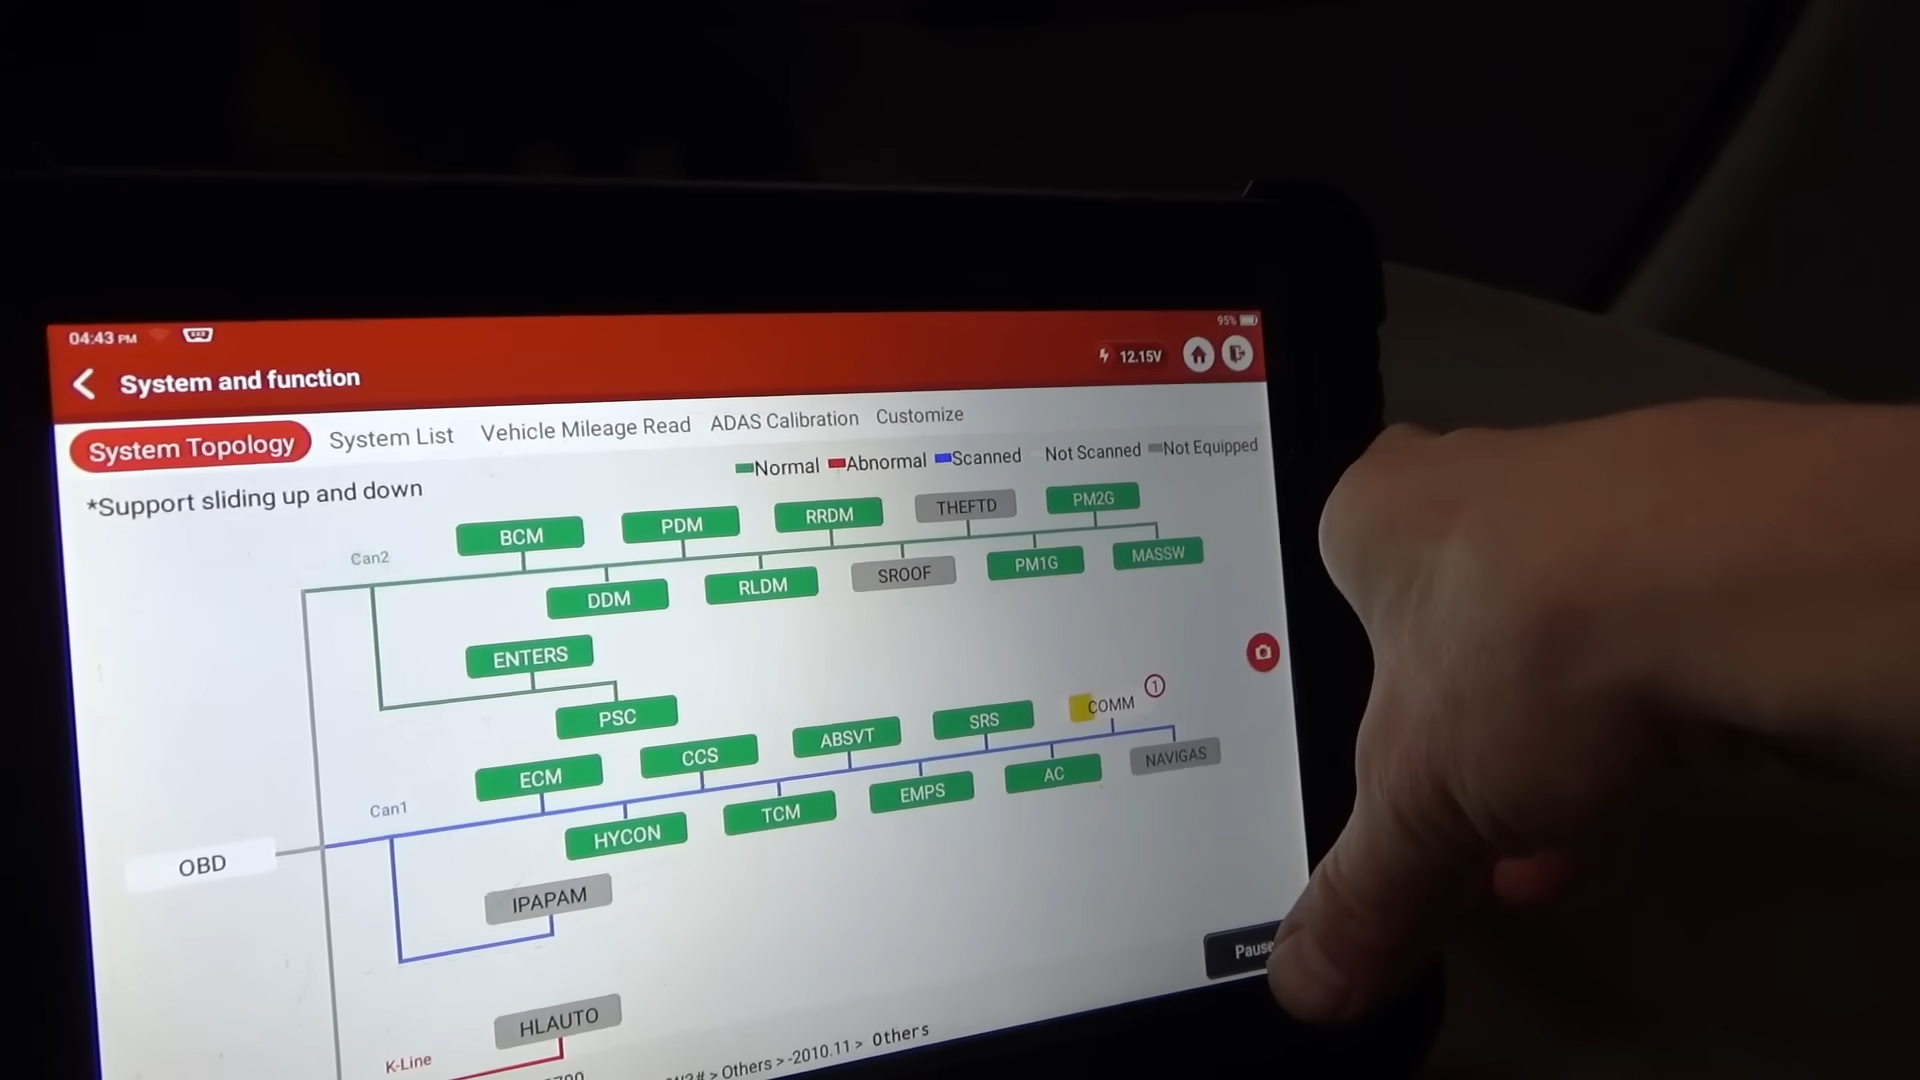 04:43 PM
95%
12.15V
System and function
System Topology System List Vehicle Mileage Read ADAS Calibration Customize
Normal Abnormal Scanned Not Scanned Not Equipped
*Support sliding up and down
Can2
BCM PDM RRDM THEFTD PM2G
DDM RLDM SROOF PM1G MASSW
ENTERS
PSC
Can1
ECM CCS ABSVT SRS COMM 1
HYCON TCM EMPS AC NAVIGAS
OBD
IPAPAM
Pause
HLAUTO
K-Line
> Others > -2010.11 > Others